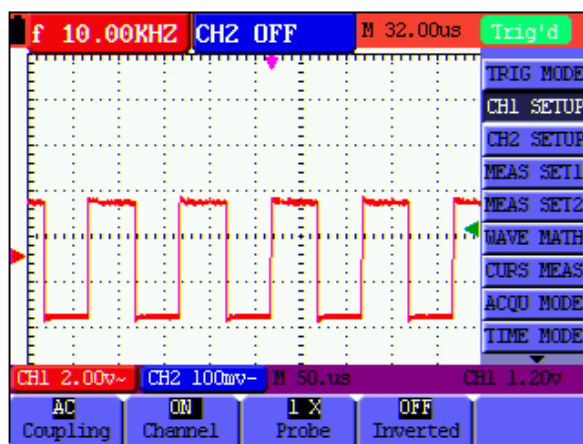 f 10.00KHZ CH2 OFF M 32.00us Trig'd
TRIG MODE
CH1 SETUP
CH2 SETUP
MEAS SET1
MEAS SET2
WAVE MATH
CURS MEAS
ACQU MODE
TIME MODE
CH1 2.00v~ CH2 100mv- M 50.us CH1 1.20v
AC ON 1 X OFF
Coupling Channel Probe Inverted